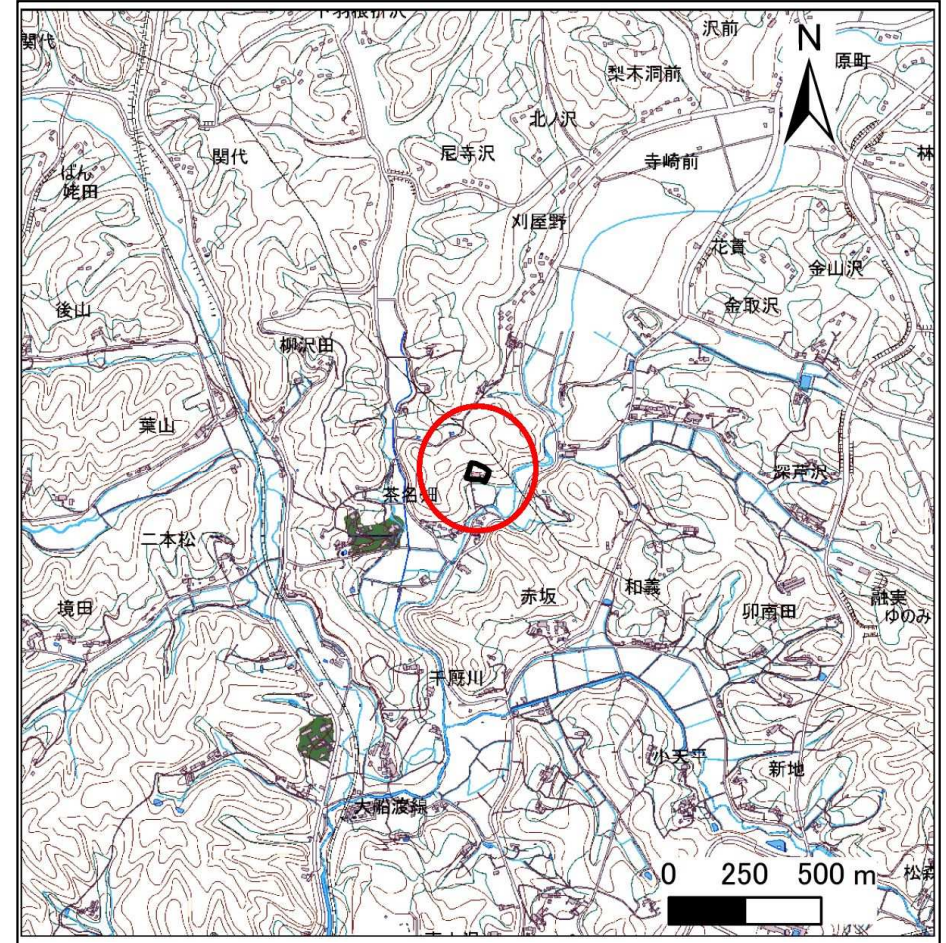 関代
沢前
N
原町
梨木洞前
北ノ沢
尼寺沢
寺崎前
林
関代
ばん
姥田
刈屋野
花貫
金山沢
金取沢
後山
柳沢田
葉山
茶名畑
深芦沢
二本松
境田
赤坂
和義
卯南田
融実
ゆのみ
千厩川
小天平
新地
大船渡線
0 250 500 m